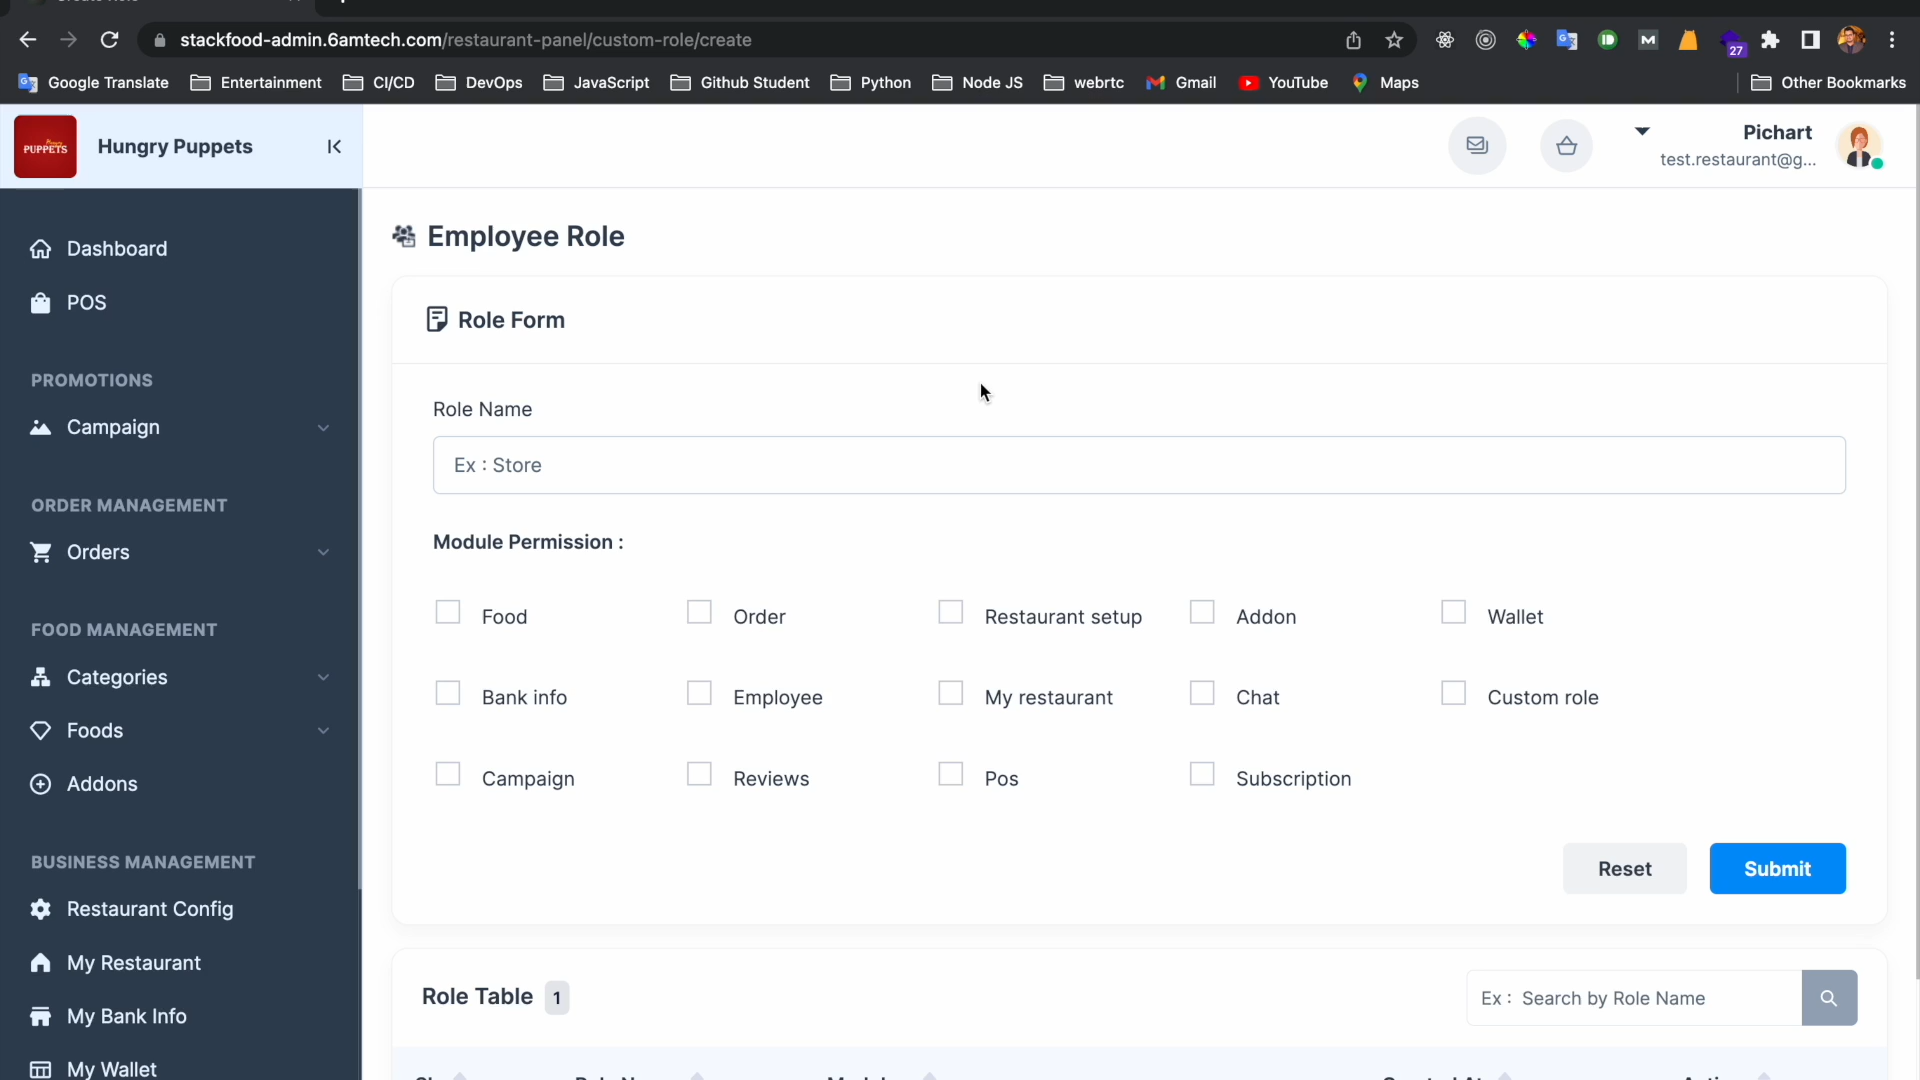 stackfood-admin.6amtech.com/restaurant-panel/custom-role/create
27
Google Translate
Entertainment
CI/CD
DevOps
JavaScript
Github Student
Python
Node JS
webrtc
Gmail
YouTube
Maps
Other Bookmarks
PUPPETS
Hungry Puppets
Pichart
test.restaurant@g...
Dashboard
POS
PROMOTIONS
Campaign
ORDER MANAGEMENT
Orders
FOOD MANAGEMENT
Categories
Foods
Addons
BUSINESS MANAGEMENT
Restaurant Config
My Restaurant
My Bank Info
My Wallet
Employee Role
Role Form
Role Name
Ex : Store
Module Permission :
Food
Order
Restaurant setup
Addon
Wallet
Bank info
Employee
My restaurant
Chat
Custom role
Campaign
Reviews
Pos
Subscription
Reset
Submit
Role Table 1
Ex : Search by Role Name